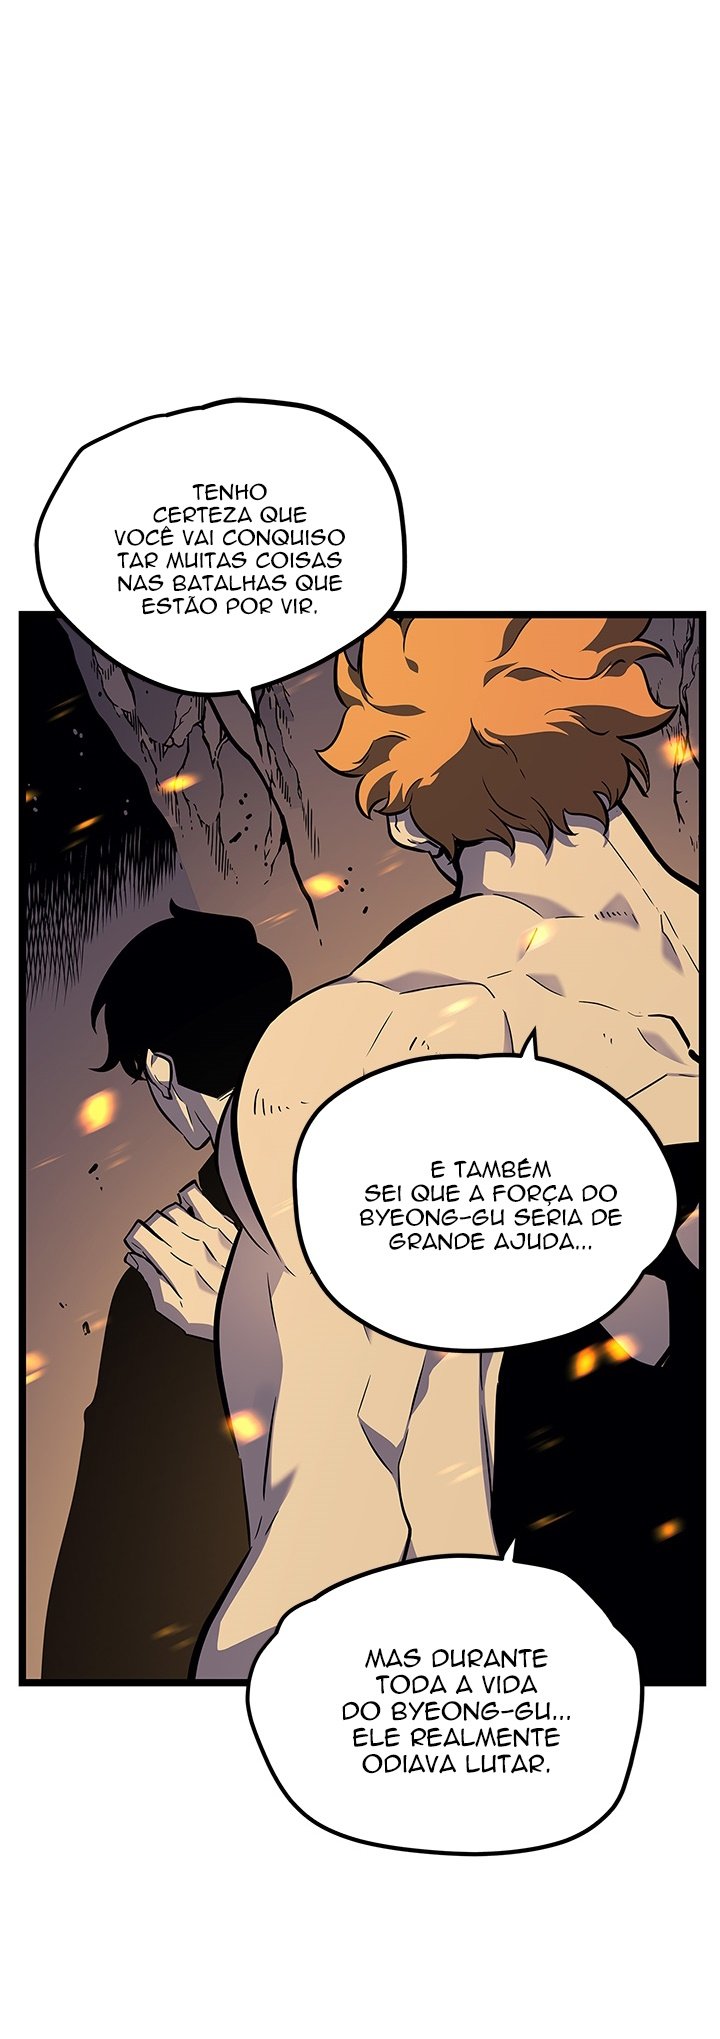 TENHO
CERTEZA QUE
VOCÊ VAI CONQUISO
TAR MUITAS COISAS
NAS BATALHAS QUE
ESTÃO POR VIR.
E TAMBÉM
SEI QUE A FORÇA DO
BYEONG-GU SERIA DE
GRANDE AJUDA...
MAS DURANTE
TODA A VIDA
DO BYEONG-GU...
ELE REALMENTE
ODIAVA LUTAR.